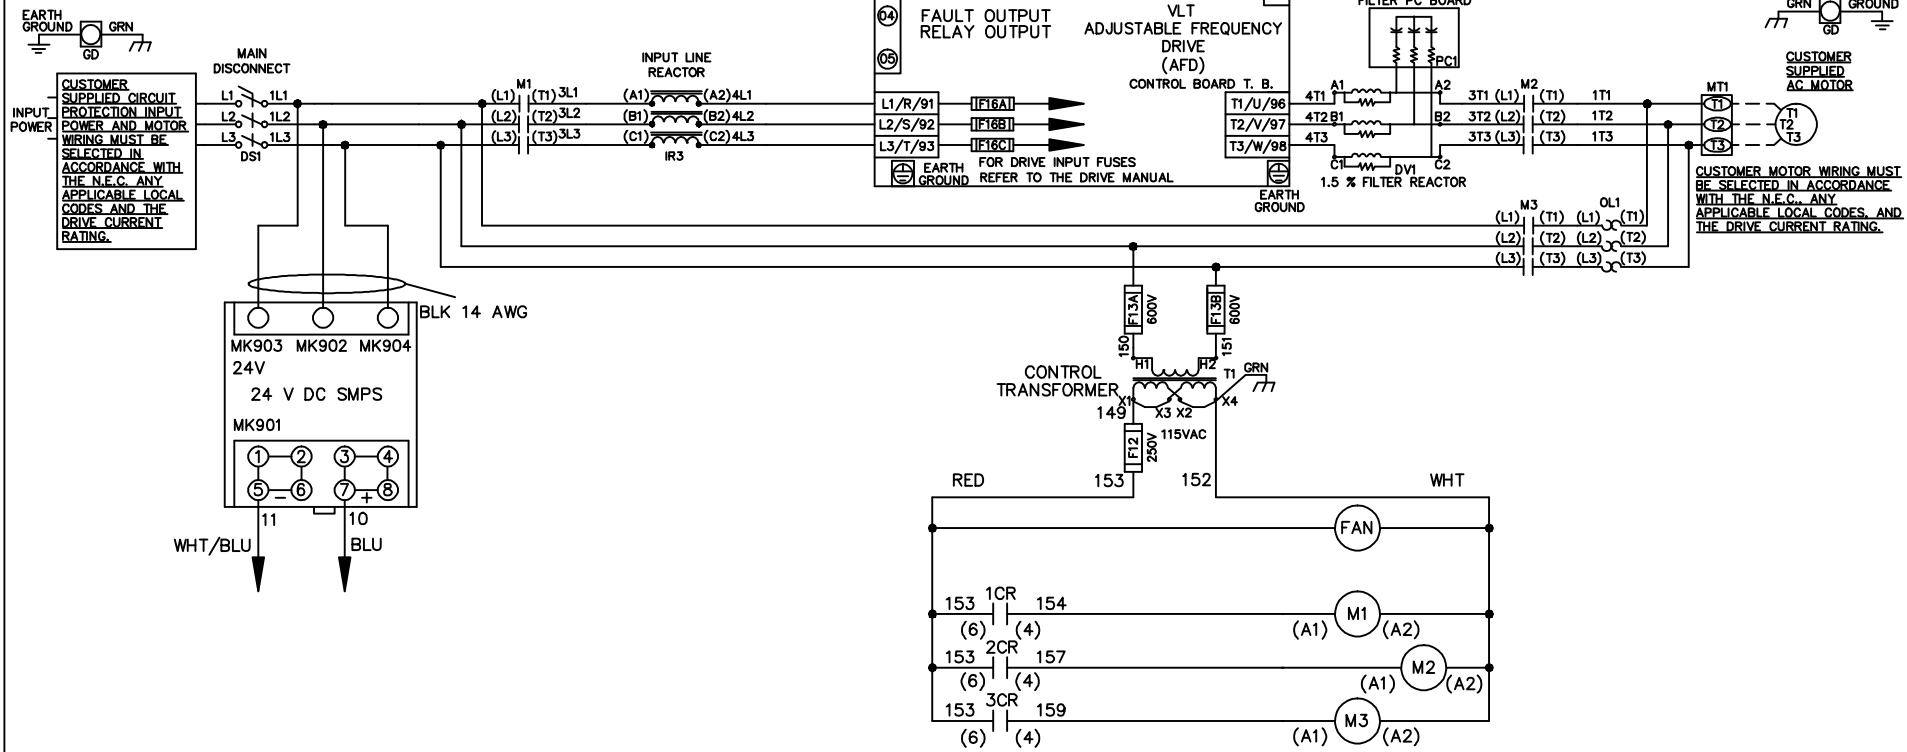 EARTH
GROUND
GRN
GD
CUSTOMER
SUPPLIED CIRCUIT
PROTECTION INPUT
POWER AND MOTOR
WIRING MUST BE
SELECTED IN
ACCORDANCE WITH
THE N.E.C. ANY
APPLICABLE LOCAL
CODES AND THE
DRIVE CURRENT
RATING.
INPUT
POWER
MAIN
DISCONNECT
L1 1L1
L2 1L2
L3 1L3
DS1
M1
(L1) (T1) 3L1
(L2) (T2) 3L2
(L3) (T3) 3L3
INPUT LINE
REACTOR
(A1) (A2) 4L1
(B1) (B2) 4L2
(C1) (C2) 4L3
IR3
04
05
FAULT OUTPUT
RELAY OUTPUT
VLT
ADJUSTABLE FREQUENCY
DRIVE
(AFD)
CONTROL BOARD T. B.
L1/R/91 F16A
L2/S/92 F16B
L3/T/93 F16C
EARTH
GROUND
FOR DRIVE INPUT FUSES
REFER TO THE DRIVE MANUAL
T1/U/96
T2/V/97
T3/W/98
EARTH
GROUND
FILTER PC BOARD
PC1
4T1 A1 A2
4T2 B1 B2
4T3 C1 C2
DV1
1.5 % FILTER REACTOR
M2
3T1 (L1) (T1) 1T1
3T2 (L2) (T2) 1T2
3T3 (L3) (T3) 1T3
GRN GROUND
GD
CUSTOMER
SUPPLIED
AC MOTOR
MT1
T1 T1
T2 T2
T3 T3
CUSTOMER MOTOR WIRING MUST
BE SELECTED IN ACCORDANCE
WITH THE N.E.C., ANY
APPLICABLE LOCAL CODES, AND
THE DRIVE CURRENT RATING.
M3 OL1
(L1) (T1) (L1) (T1)
(L2) (T2) (L2) (T2)
(L3) (T3) (L3) (T3)
BLK 14 AWG
MK903 MK902 MK904
24V
24 V DC SMPS
MK901
1 2 3 4
5 - 6 7 + 8
11 10
WHT/BLU BLU
F13A 600V F13B 600V
150 151
H1 H2
CONTROL
TRANSFORMER
T1 GRN
X1 X3 X2 X4
149
115VAC
F12 250V
RED 153 152 WHT
FAN
1CR
153 154 M1
(6) (4) (A1) (A2)
2CR
153 157 M2
(6) (4) (A1) (A2)
3CR
153 159 M3
(6) (4) (A1) (A2)